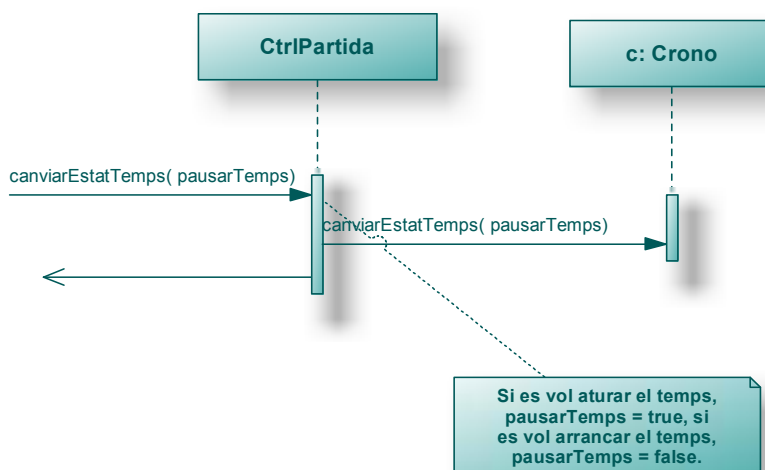 CtrlPartida
c: Crono
canviarEstatTemps( pausarTemps)
canviarEstatTemps( pausarTemps)
Si es vol aturar el temps,
pausarTemps = true, si
es vol arrancar el temps,
pausarTemps = false.